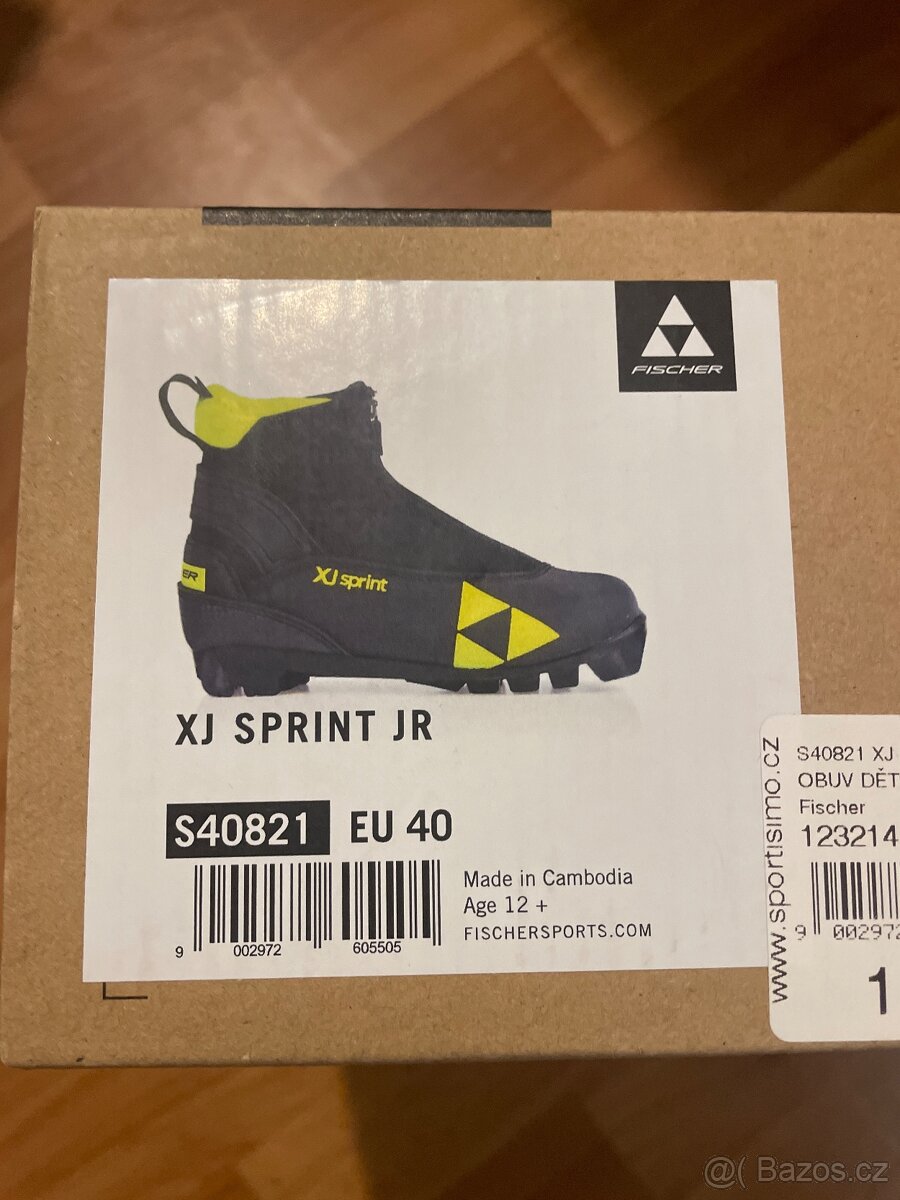 FISCHER
ER
XJ sprint
XJ SPRINT JR
S40821 EU 40
9 002972 605505
Made in Cambodia
Age 12 +
FISCHERSPORTS.COM
www.sportisimo.cz
S40821 XJ
OBUV DĚT
Fischer
123214
9 002972
1
@( Bazos.cz